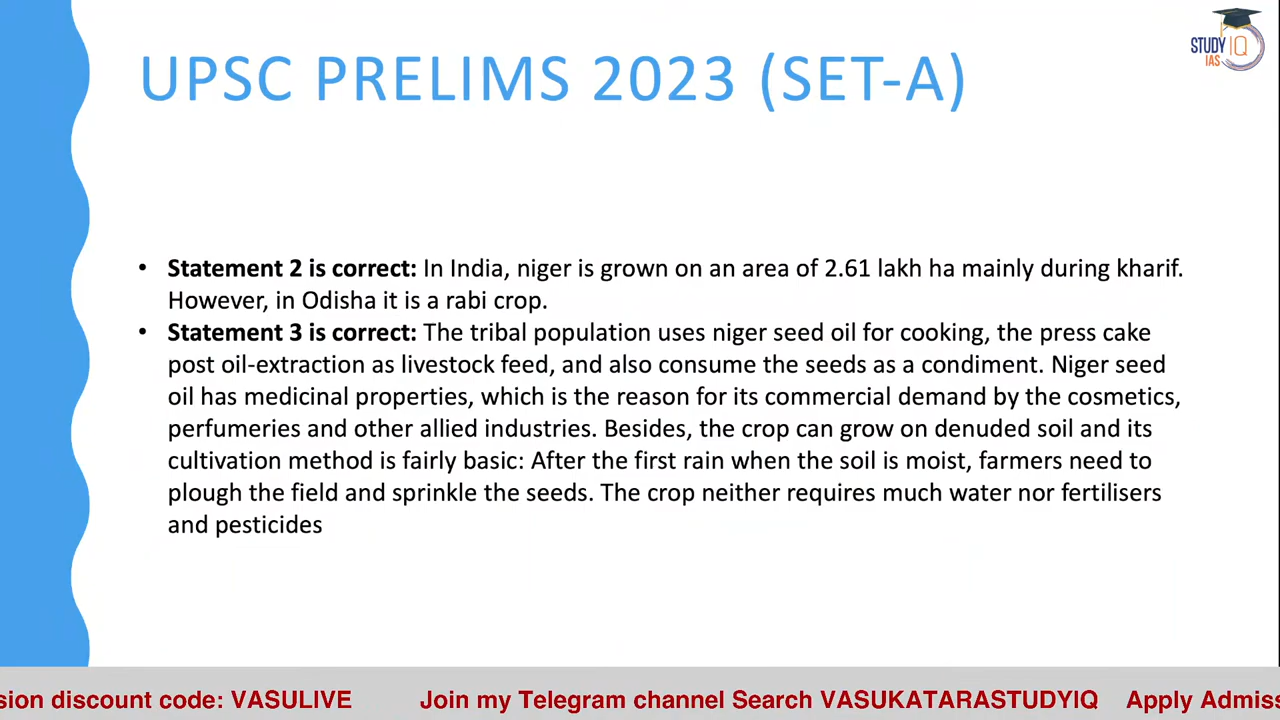 STUDY IQ
IAS
UPSC PRELIMS 2023 (SET-A)
• Statement 2 is correct: In India, niger is grown on an area of 2.61 lakh ha mainly during kharif.
However, in Odisha it is a rabi crop.
• Statement 3 is correct: The tribal population uses niger seed oil for cooking, the press cake
post oil-extraction as livestock feed, and also consume the seeds as a condiment. Niger seed
oil has medicinal properties, which is the reason for its commercial demand by the cosmetics,
perfumeries and other allied industries. Besides, the crop can grow on denuded soil and its
cultivation method is fairly basic: After the first rain when the soil is moist, farmers need to
plough the field and sprinkle the seeds. The crop neither requires much water nor fertilisers
and pesticides
sion discount code: VASULIVE Join my Telegram channel Search VASUKATARASTUDYIQ Apply Admiss